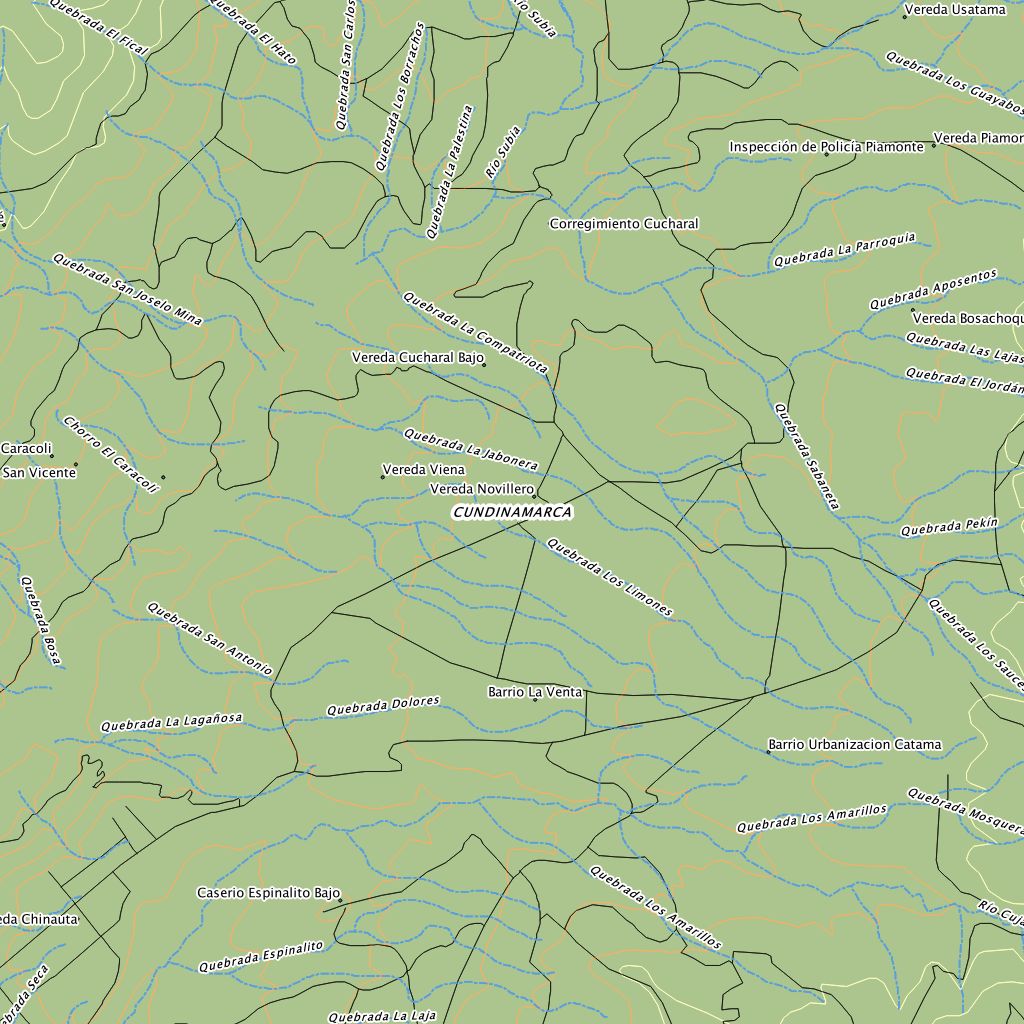 Vereda Usatama
Quebrada El Fical
Quebrada El Hato
Quebrada San Carlos
Quebrada Los Borrachos
Río Subia
Quebrada Los Guayabos
Quebrada La Palestina
Río Subia
Inspección de Policía Piamonte
Vereda Piamon
Corregimiento Cucharal
Quebrada La Parroquia
Quebrada San Joselo Mina
Quebrada Aposentos
Vereda Bosachoqu
Quebrada La Compatriota
Quebrada Las Lajas
Vereda Cucharal Bajo
Quebrada El Jordán
Quebrada Sabaneta
Chorro El Caracolí
Caracoli
San Vicente
Quebrada La Jabonera
Vereda Viena
Vereda Novillero
CUNDINAMARCA
Quebrada Pekín
Quebrada Los Limones
Quebrada Bosa
Quebrada San Antonio
Quebrada Los Sauce
Barrio La Venta
Quebrada Dolores
Quebrada La Lagañosa
Barrio Urbanizacion Catama
Quebrada Los Amarillos
Quebrada Mosquera
Caserio Espinalito Bajo
Quebrada Los Amarillos
Río Cuja
eda Chinauta
Quebrada Espinalito
ebrada Seca
Quebrada La Laja